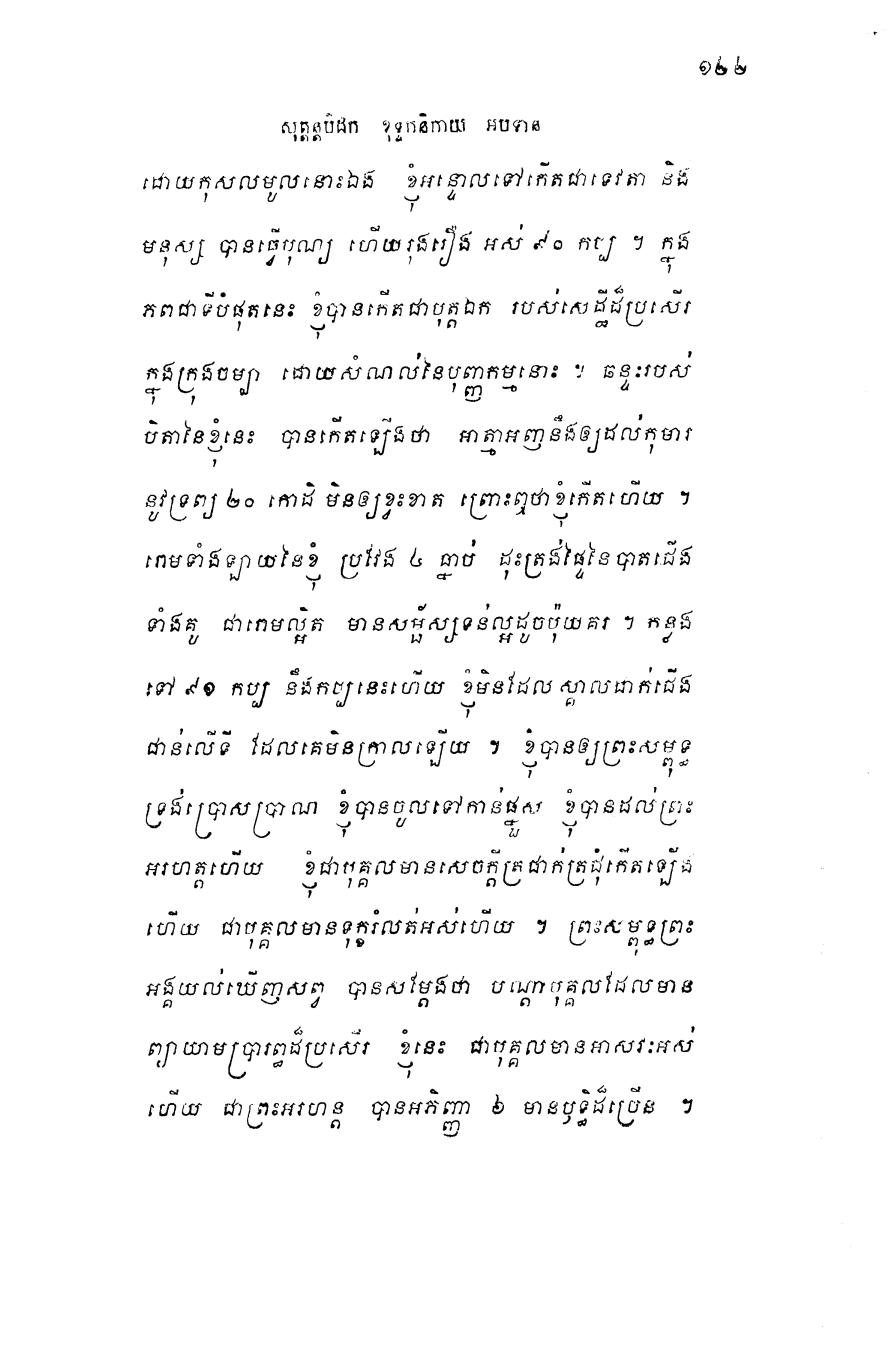 ១២២
សុត្តន្តបិដក ខុទ្ទកនិកាយ អបទាន
ដោយកុសលមូលនោះឯង ខ្ញុំអន្ទោលទៅកើតជាទេវតា និង
មនុស្ស បានធ្វើបុណ្យ ហើយរុងរឿង អស់ ៩០ កប្ប ។ ក្នុង
ភពជាទីបំផុតនេះ ខ្ញុំបានកើតជាបុត្តឯក របស់សេដ្ឋីដ៏ប្រសើរ
ក្នុងក្រុងចម្បា ដោយសំណល់នៃបុញ្ញកម្មនោះ ។ ឆន្ទះរបស់
បិតានៃខ្ញុំនេះ បានកើតឡើងថា អាត្មាអញនឹងឲ្យដល់កុមារ
នូវទ្រព្យ ២០ កោដិ មិនឲ្យខ្វះខាត ព្រោះឮថាខ្ញុំកើតហើយ ។
រោមទាំងឡាយនៃខ្ញុំ ប្រវែង ៤ ធ្នាប់ ដុះត្រង់ផ្ទៃនៃបាតជើង
ទាំងគូ ជារោមល្អិត មានសម្ផ័ស្សទន់ល្អដូចប៉ុយគរ ។ កន្លង
ទៅ ៩១ កប្ប នឹងកប្បនេះហើយ ខ្ញុំមិនដែលស្គាលដាក់ជើង
ជាន់លើទី ដែលគេមិនក្រាលឡើយ ។ ខ្ញុំបានឲ្យព្រះសម្ពុទ្ធ
ទ្រង់ប្រោសប្រាណ ខ្ញុំបានចូលទៅកាន់ផ្នួស ខ្ញុំបានដល់ព្រះ
អរហត្តហើយ ខ្ញុំជាបុគ្គលមានសេចក្តីត្រជាក់ត្រជុំកើតឡើង
ហើយ ជាបុគ្គលមានទុក្ខរំលត់អស់ហើយ ។ ព្រះសម្ពុទ្ធព្រះ
អង្គយល់ឃើញសព្វ បានសម្តែងថា បណ្តាបុគ្គលដែលមាន
ព្យាយាមប្រារព្ធដ៏ប្រសើរ ខ្ញុំនេះ ជាបុគ្គលមានអាសវៈអស់
ហើយ ជាព្រះអរហន្ត បានអភិញ្ញា ៦ មានឫទ្ធិដ៏ច្រើន ។